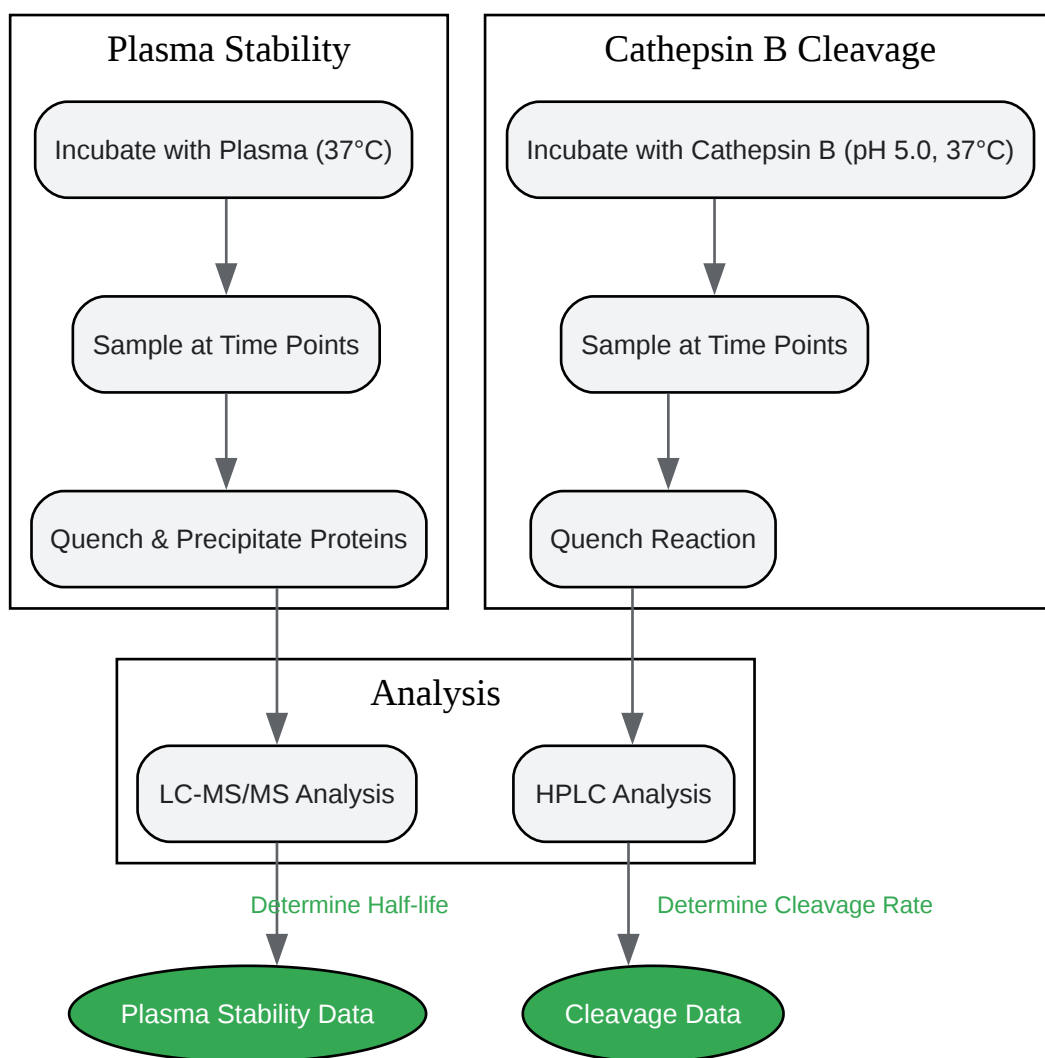 Plasma Stability
Incubate with Plasma (37°C)
Sample at Time Points
Quench & Precipitate Proteins
Cathepsin B Cleavage
Incubate with Cathepsin B (pH 5.0, 37°C)
Sample at Time Points
Quench Reaction
Analysis
LC-MS/MS Analysis
HPLC Analysis
Determine Half-life
Determine Cleavage Rate
Plasma Stability Data
Cleavage Data